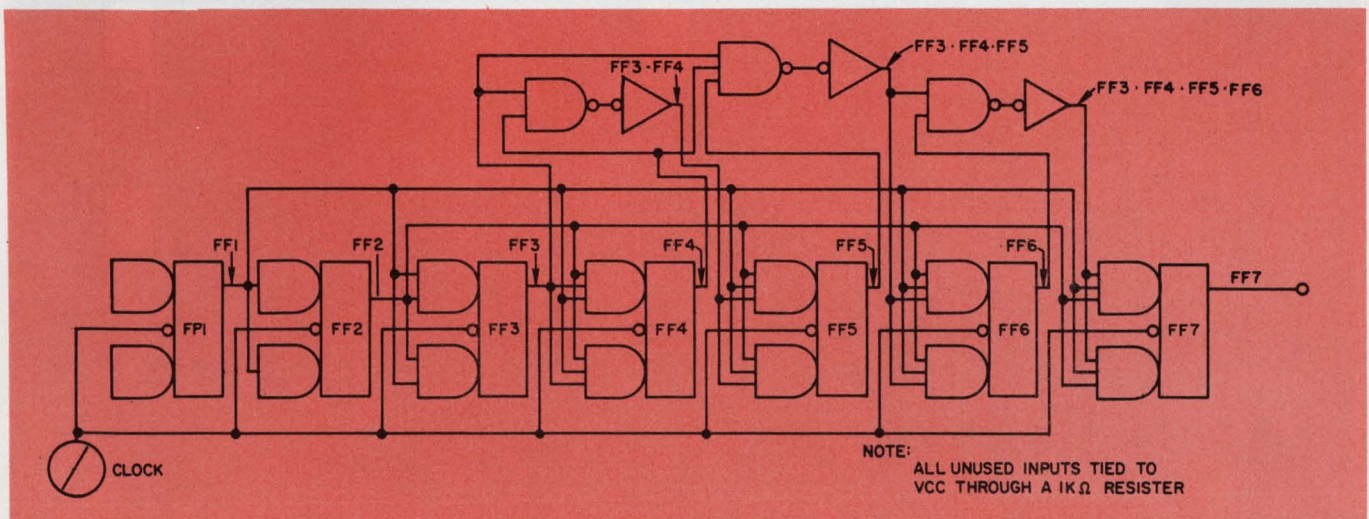 FF3 · FF4 · FF5
FF3 · FF4
FF3 · FF4 · FF5 · FF6
FF1
FF2
FF3
FF4
FF5
FF6
FF7
FP1
FF2
FF3
FF4
FF5
FF6
FF7
CLOCK
NOTE:
ALL UNUSED INPUTS TIED TO
VCC THROUGH A 1KΩ RESISTER